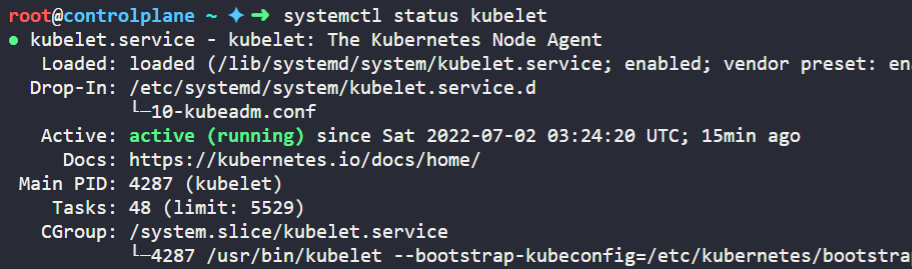 root@controlplane ~ ✦ ➜ systemctl status kubelet
● kubelet.service - kubelet: The Kubernetes Node Agent
Loaded: loaded (/lib/systemd/system/kubelet.service; enabled; vendor preset: ena
Drop-In: /etc/systemd/system/kubelet.service.d
└─10-kubeadm.conf
Active: active (running) since Sat 2022-07-02 03:24:20 UTC; 15min ago
Docs: https://kubernetes.io/docs/home/
Main PID: 4287 (kubelet)
Tasks: 48 (limit: 5529)
CGroup: /system.slice/kubelet.service
└─4287 /usr/bin/kubelet --bootstrap-kubeconfig=/etc/kubernetes/bootstra